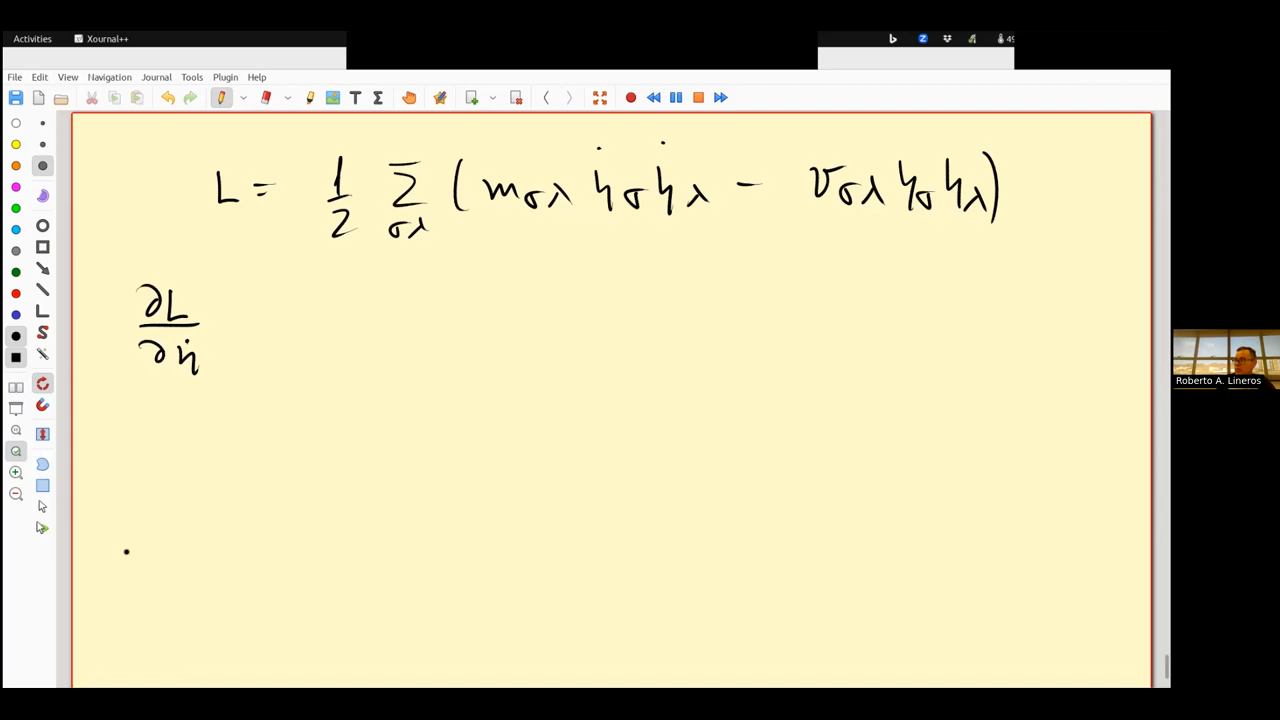 Activities Xournal++
49
File Edit View Navigation Journal Tools Plugin Help
L = 1/2 Σ_σλ ( m_σλ η̇_σ η̇_λ − v_σλ η_σ η_λ )
∂L
∂η̇
Roberto A. Lineros